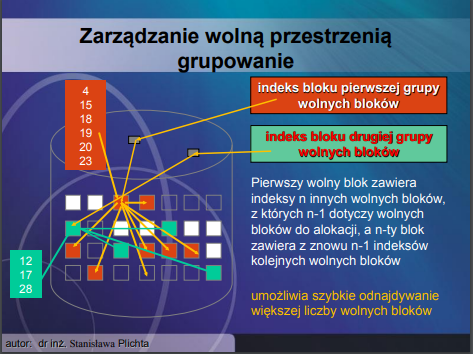 Zarządzanie wolną przestrzenią
grupowanie
4
15
18
19
20
23
indeks bloku pierwszej grupy
wolnych bloków
indeks bloku drugiej grupy
wolnych bloków
Pierwszy wolny blok zawiera
indeksy n innych wolnych bloków,
z których n-1 dotyczy wolnych
bloków do alokacji, a n-ty blok
zawiera z znowu n-1 indeksów
kolejnych wolnych bloków
12
17
28
umożliwia szybkie odnajdywanie
większej liczby wolnych bloków
autor: dr inż. Stanisława Plichta